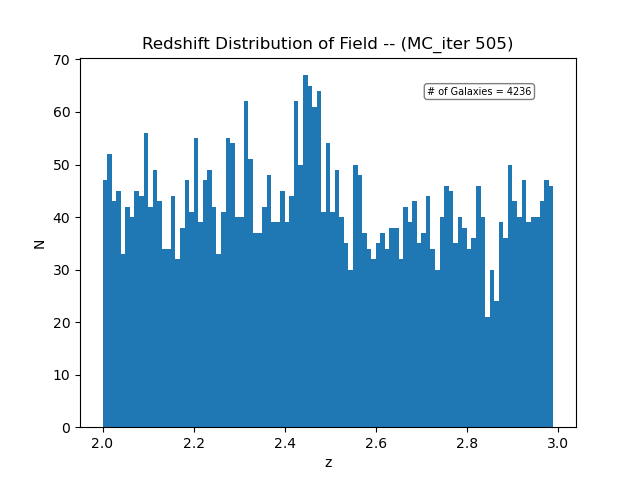 Redshift Distribution of Field -- (MC_iter 505)
# of Galaxies = 4236
70
60
50
40
30
20
10
0
N
2.0 2.2 2.4 2.6 2.8 3.0
z